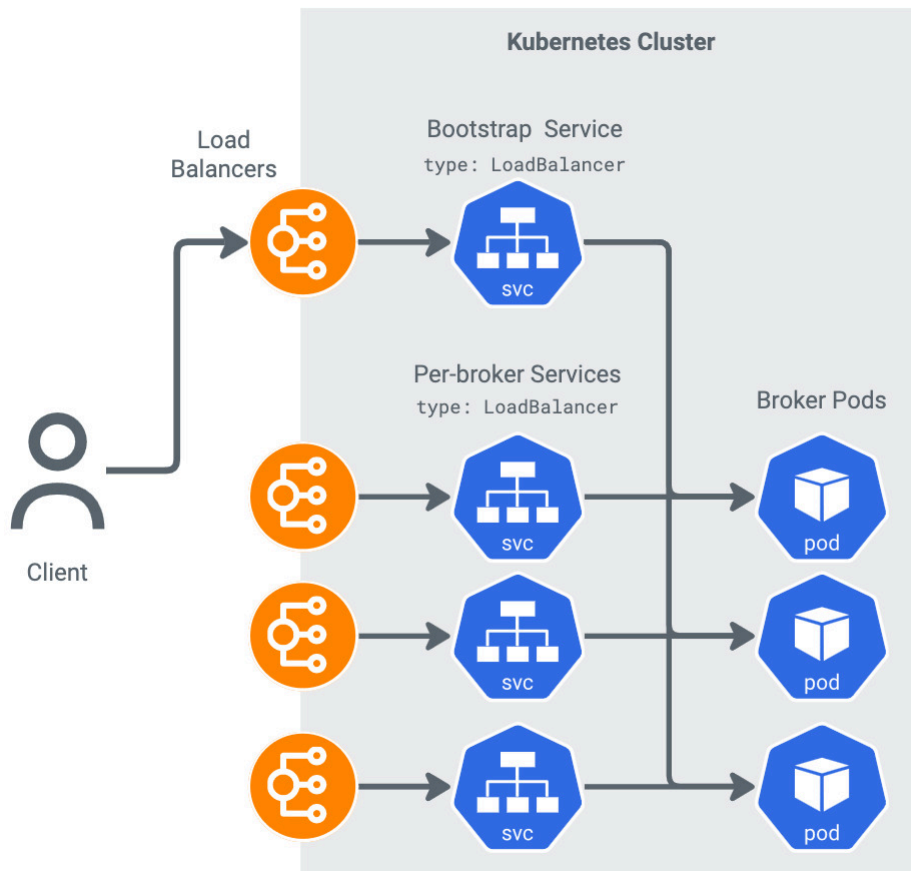 Kubernetes Cluster
Load
Balancers
Bootstrap Service
type: LoadBalancer
svc
Per-broker Services
type: LoadBalancer
Broker Pods
svc
pod
Client
svc
pod
svc
pod